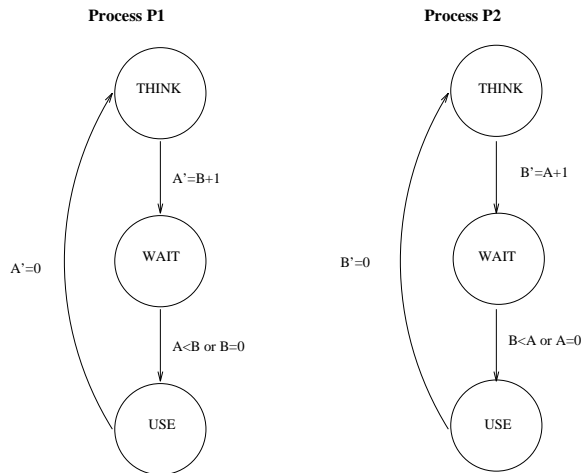 Process P1
THINK
A’=B+1
A’=0
WAIT
A<B or B=0
USE
Process P2
THINK
B’=A+1
B’=0
WAIT
B<A or A=0
USE